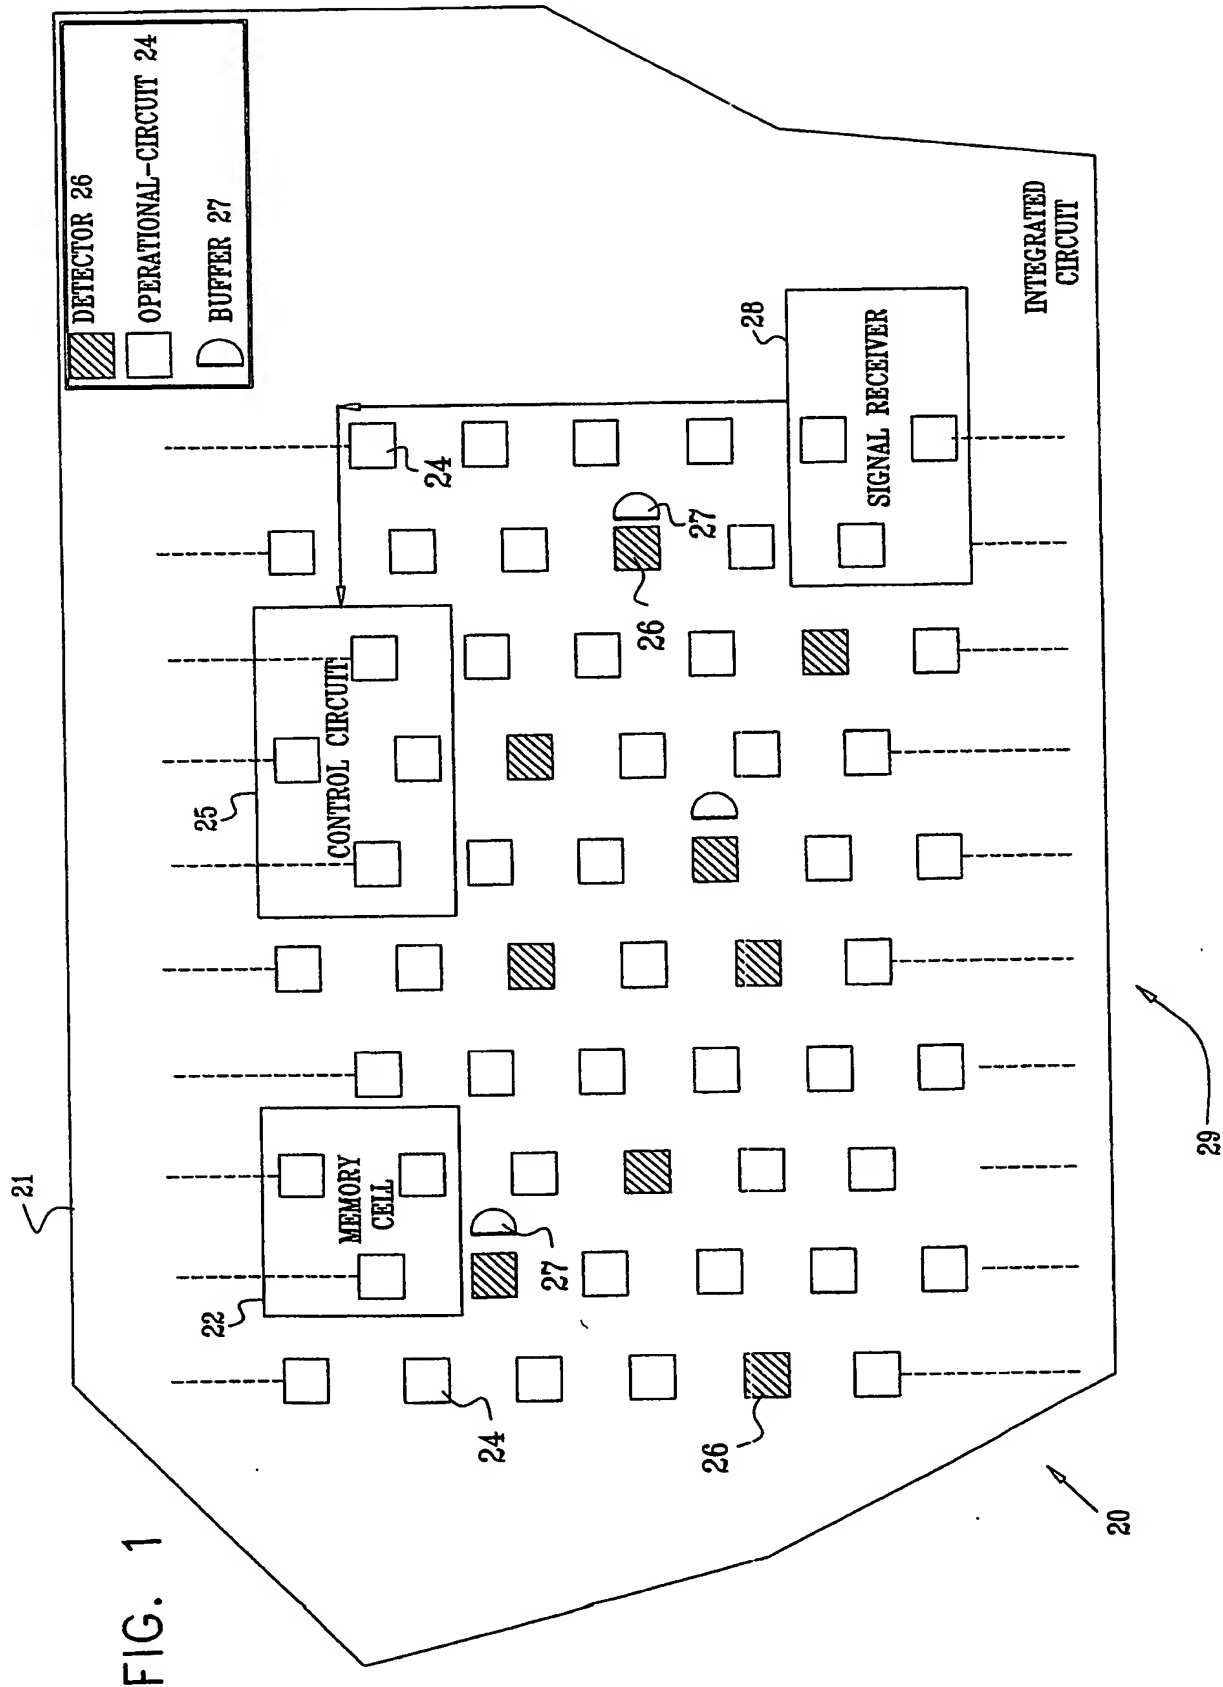 FIG. 1
21
DETECTOR 26
OPERATIONAL-CIRCUIT 24
BUFFER 27
22
MEMORY
CELL
25
CONTROL CIRCUIT
24
24
27
26
27
28
SIGNAL RECEIVER
26
INTEGRATED
CIRCUIT
20
29